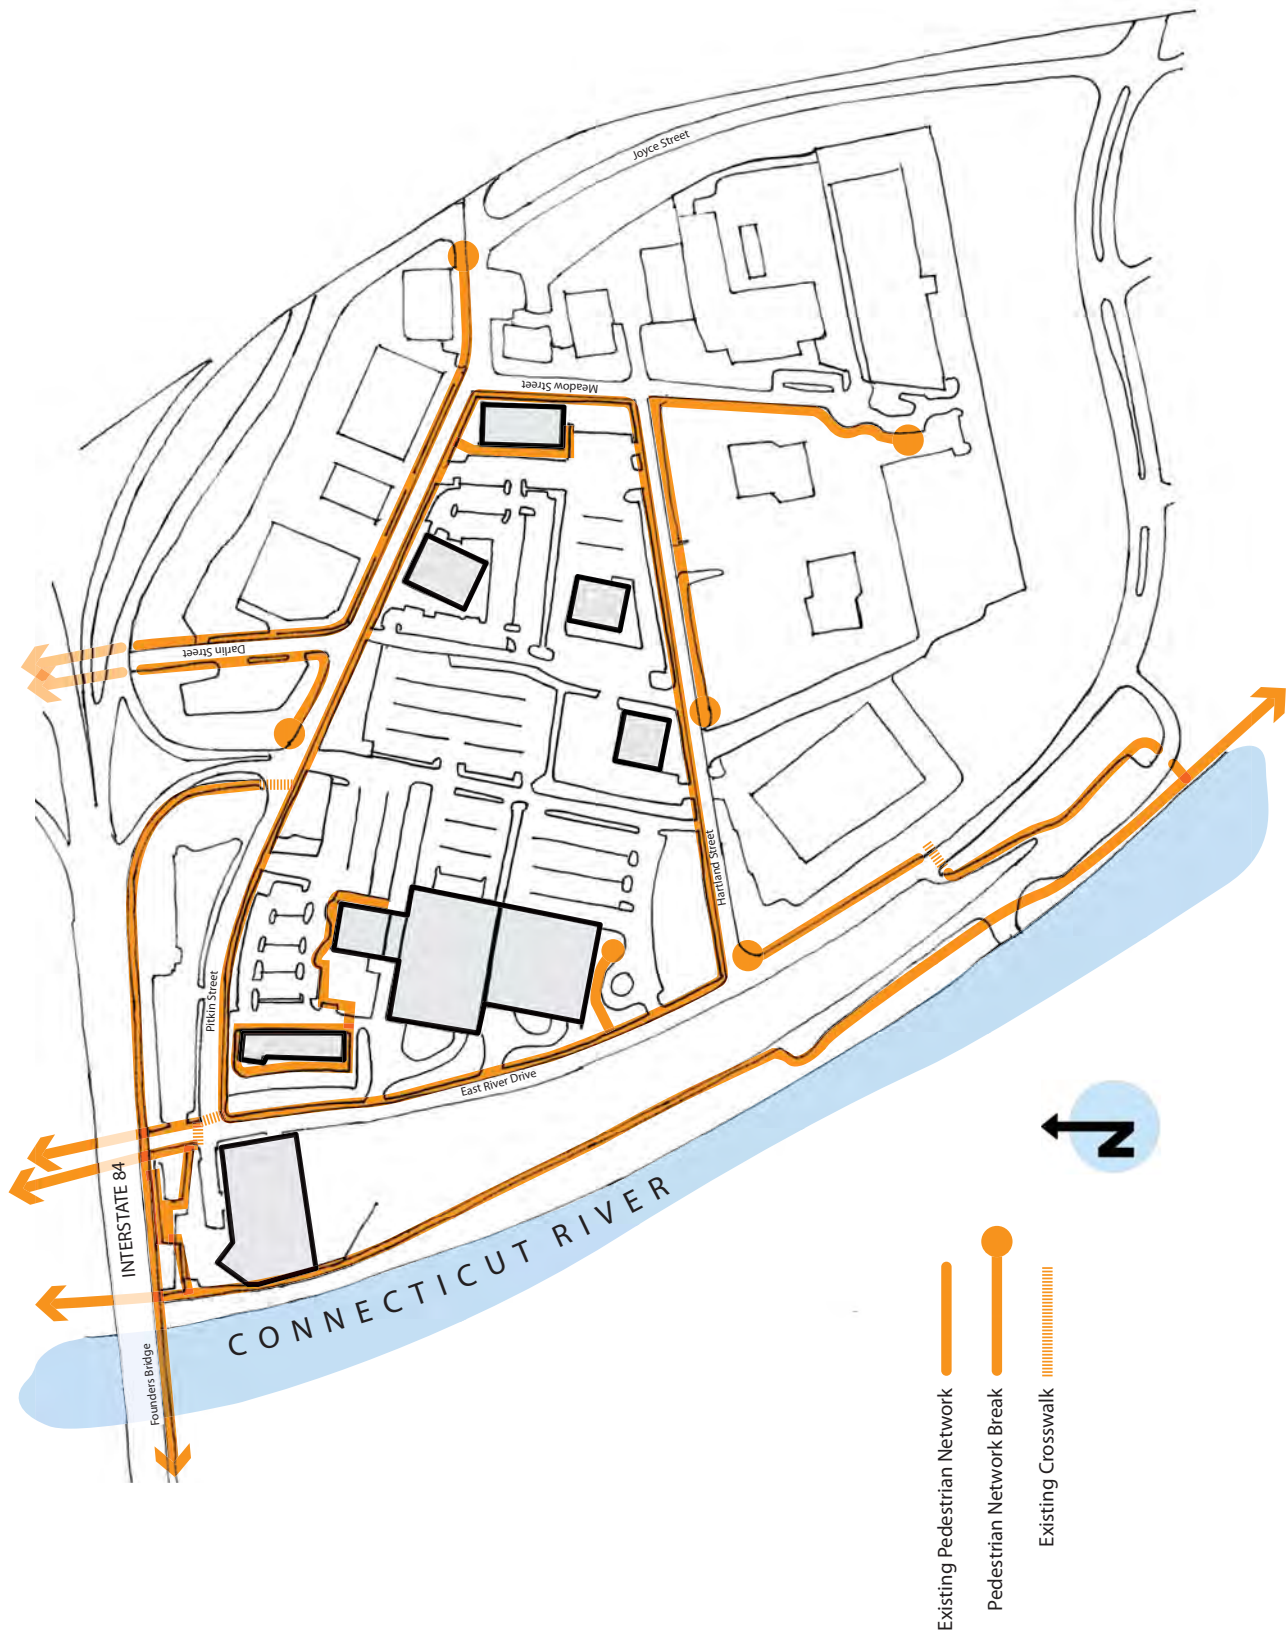 Joyce Street
Meadow Street
Darlin Street
Hartland Street
Pitkin Street
East River Drive
INTERSTATE 84
CONNECTICUT RIVER
Founders Bridge
N
Existing Pedestrian Network
Pedestrian Network Break
Existing Crosswalk